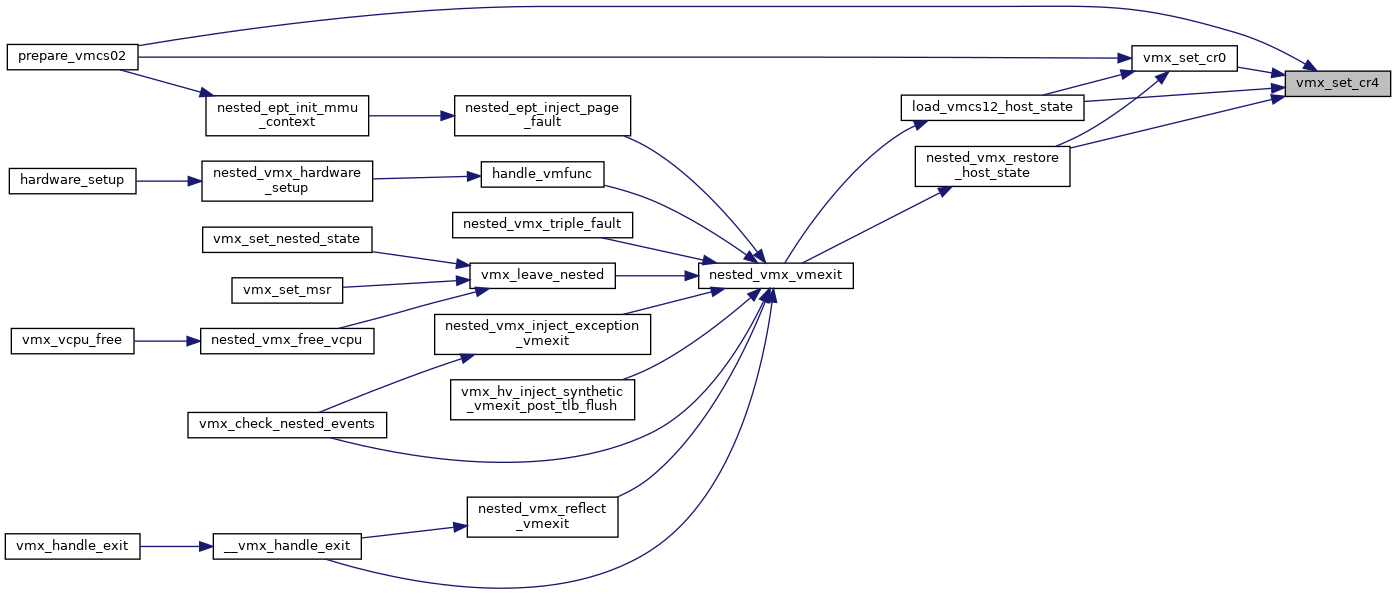 prepare_vmcs02
vmx_set_cr0
vmx_set_cr4
nested_ept_init_mmu
_context
nested_ept_inject_page
_fault
load_vmcs12_host_state
nested_vmx_restore
_host_state
hardware_setup
nested_vmx_hardware
_setup
handle_vmfunc
nested_vmx_triple_fault
vmx_set_nested_state
vmx_leave_nested
nested_vmx_vmexit
vmx_set_msr
vmx_vcpu_free
nested_vmx_free_vcpu
nested_vmx_inject_exception
_vmexit
vmx_hv_inject_synthetic
_vmexit_post_tlb_flush
vmx_check_nested_events
nested_vmx_reflect
_vmexit
vmx_handle_exit
__vmx_handle_exit